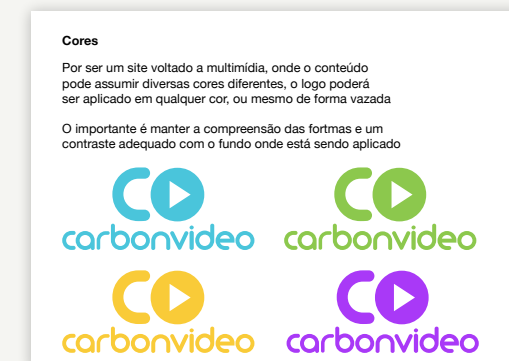 Cores
Por ser um site voltado a multimídia, onde o conteúdo
pode assumir diversas cores diferentes, o logo poderá
ser aplicado em qualquer cor, ou mesmo de forma vazada
O importante é manter a compreensão das fortmas e um
contraste adequado com o fundo onde está sendo aplicado
carbonvideo
carbonvideo
carbonvideo
carbonvideo